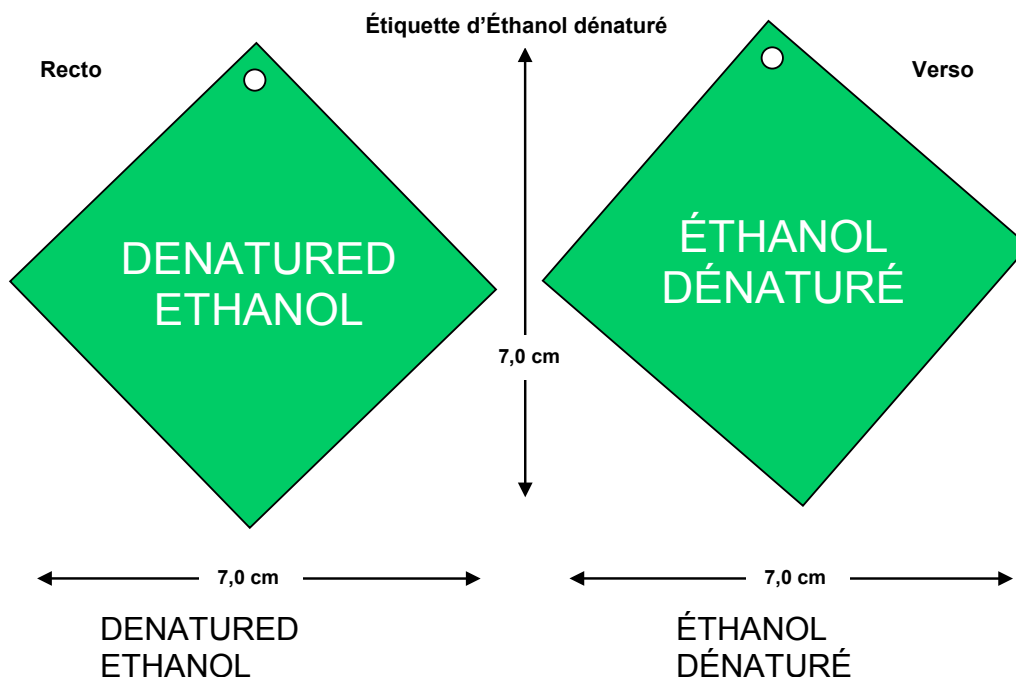 Étiquette d’Éthanol dénaturé
Recto
Verso
DENATURED
ETHANOL
ÉTHANOL
DÉNATURÉ
7,0 cm
7,0 cm
7,0 cm
DENATURED
ETHANOL
ÉTHANOL
DÉNATURÉ